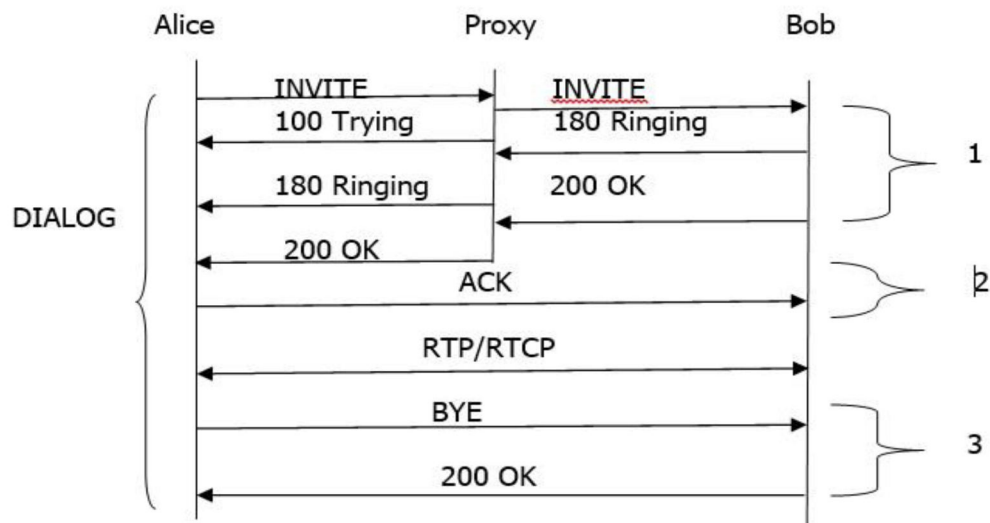 Alice Proxy Bob
INVITE INVITE
100 Trying 180 Ringing
1
180 Ringing 200 OK
DIALOG
200 OK
ACK 2
RTP/RTCP
BYE
3
200 OK